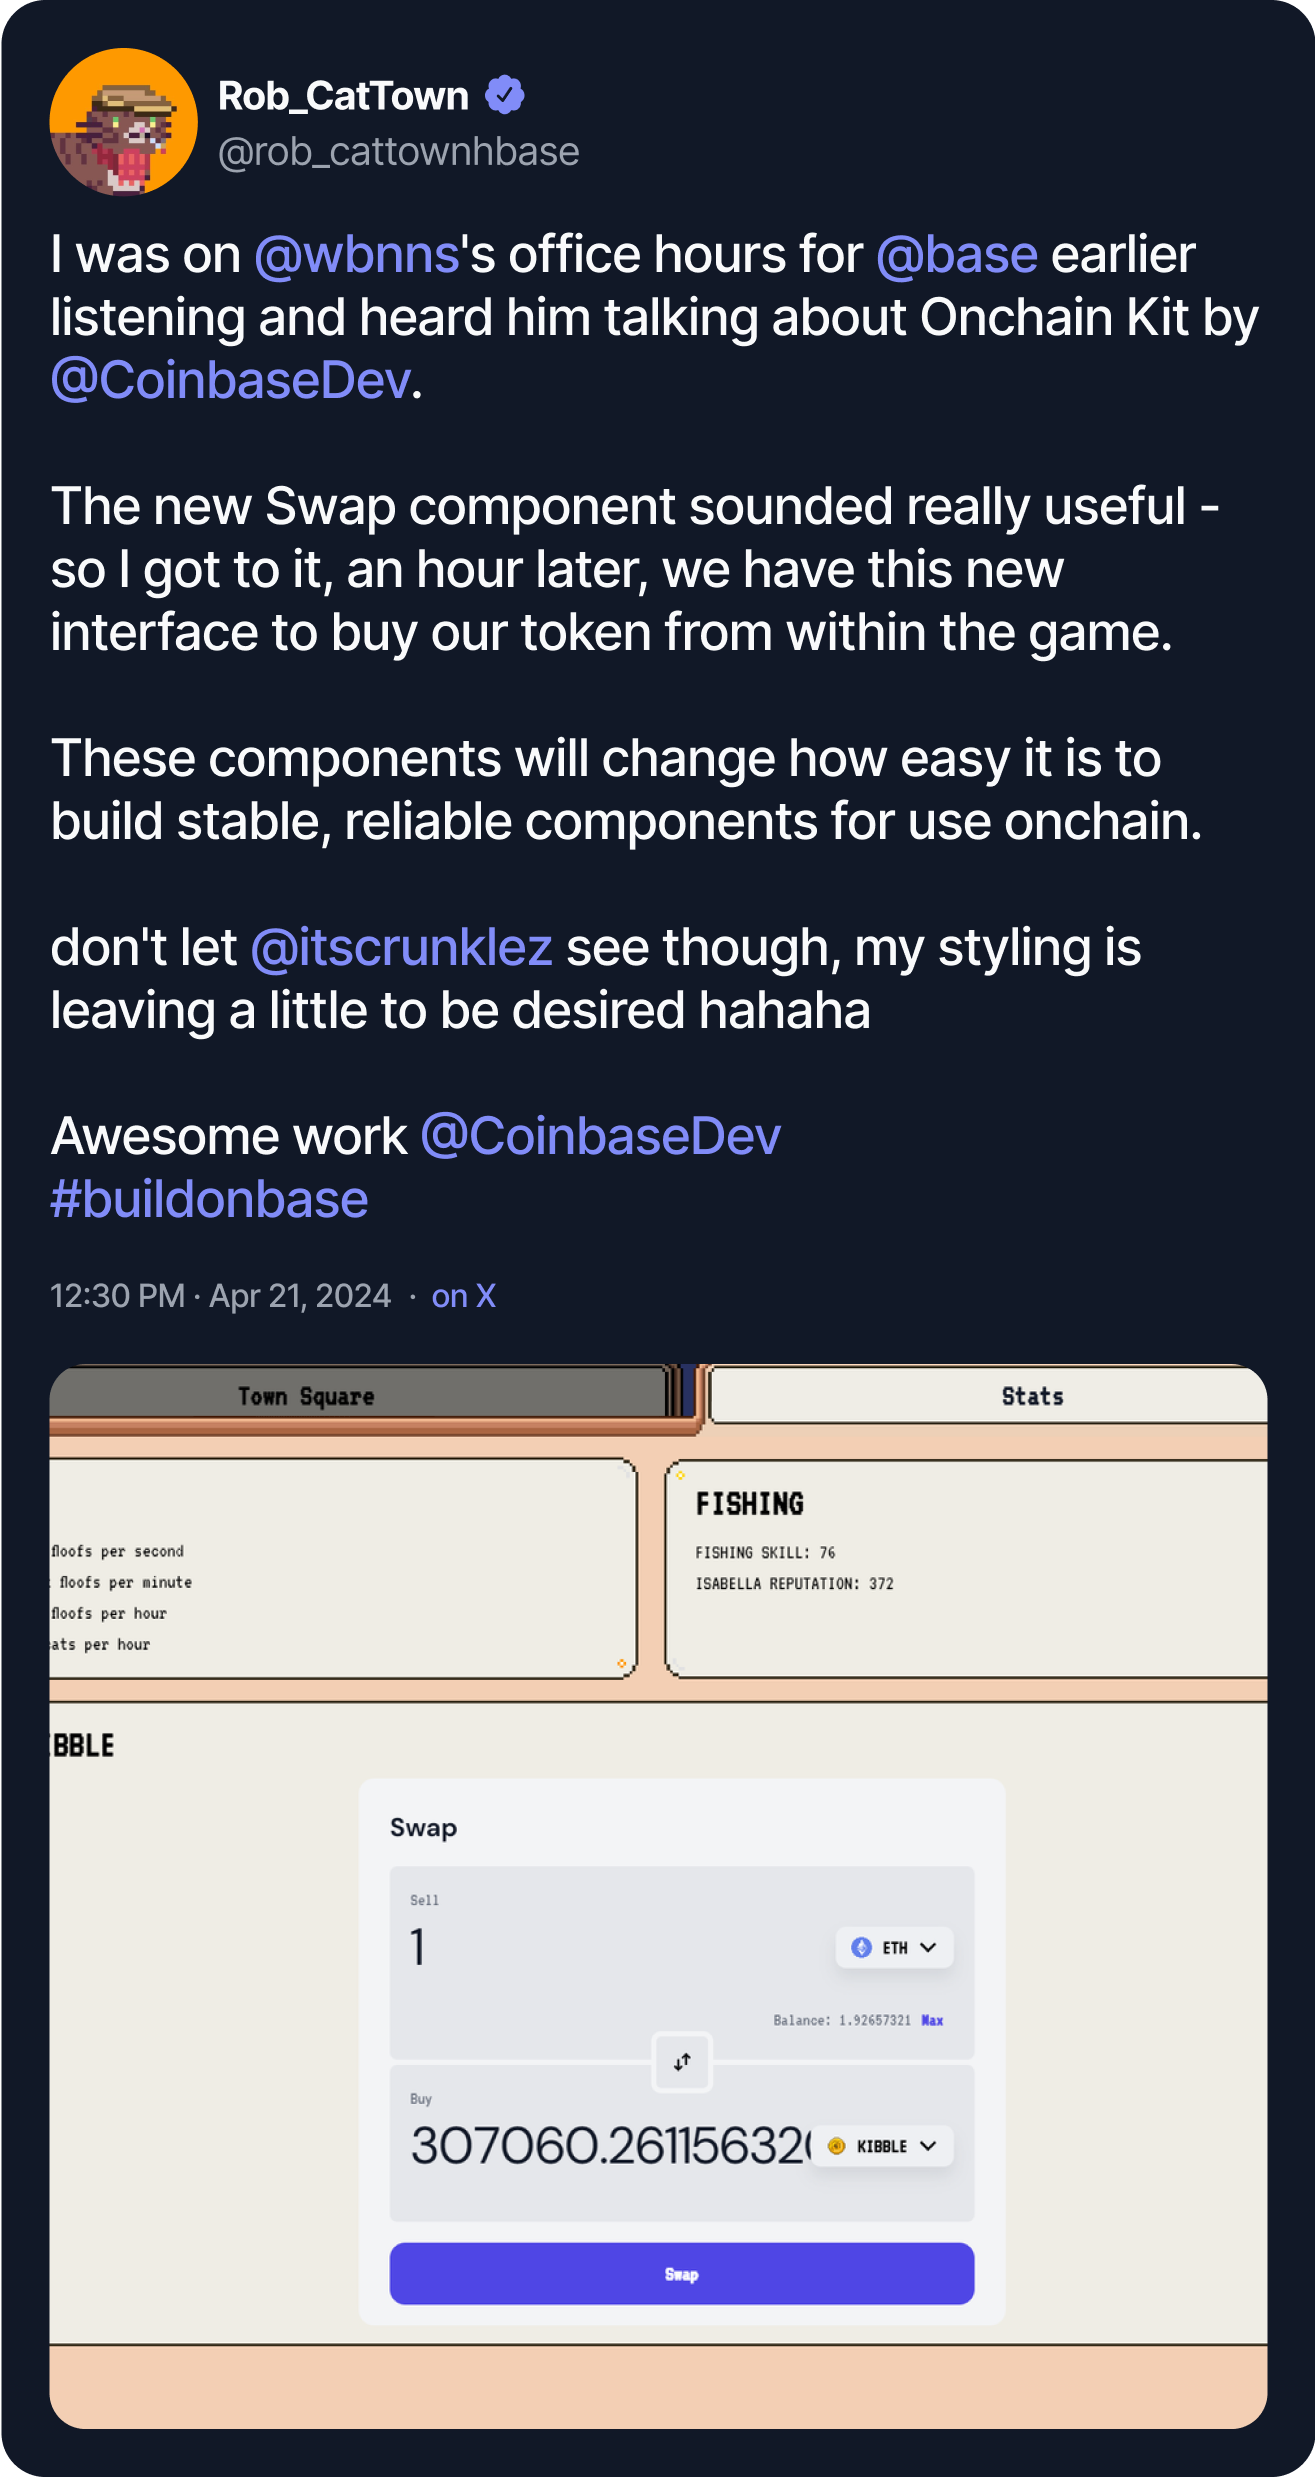 Rob_CatTown
@rob_cattownhbase
I was on @wbnns's office hours for @base earlier
listening and heard him talking about Onchain Kit by
@CoinbaseDev.
The new Swap component sounded really useful -
so I got to it, an hour later, we have this new
interface to buy our token from within the game.
These components will change how easy it is to
build stable, reliable components for use onchain.
don't let @itscrunklez see though, my styling is
leaving a little to be desired hahaha
Awesome work @CoinbaseDev
#buildonbase
12:30 PM · Apr 21, 2024 · on X
Town Square
Stats
floofs per second
floofs per minute
floofs per hour
ats per hour
FISHING
FISHING SKILL: 76
ISABELLA REPUTATION: 372
IBBLE
Swap
Sell
1
ETH
Balance: 1.92657321 Max
Buy
307060.261156320
KIBBLE
Swap